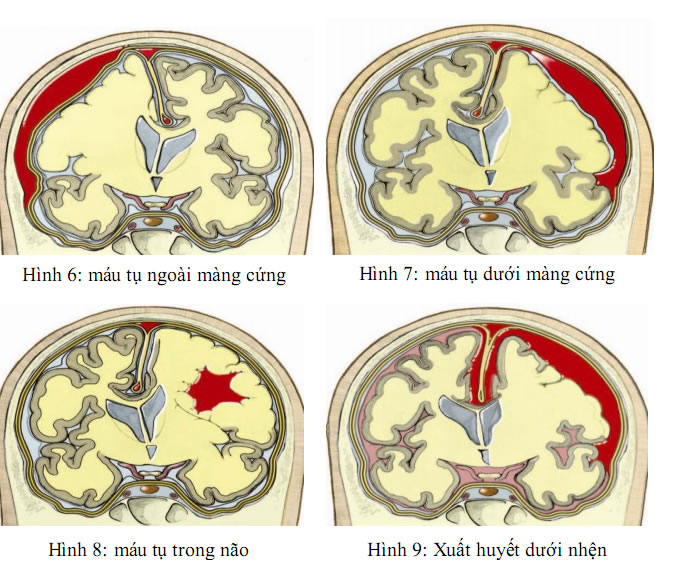 Hình 6: máu tụ ngoài màng cứng
Hình 7: máu tụ dưới màng cứng
Hình 8: máu tụ trong não
Hình 9: Xuất huyết dưới nhện